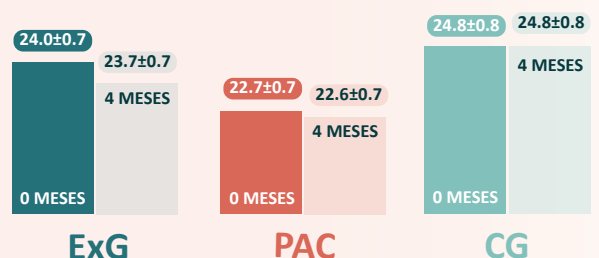 24.0±0.7
23.7±0.7
4 MESES
0 MESES
ExG
22.7±0.7
22.6±0.7
4 MESES
0 MESES
PAC
24.8±0.8
24.8±0.8
4 MESES
0 MESES
CG